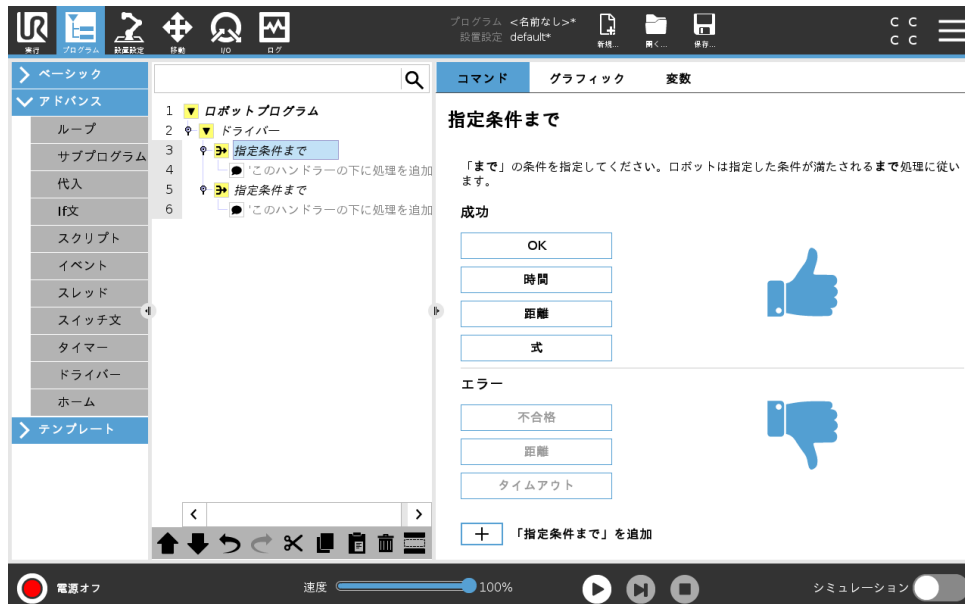 プログラム <名前なし>*
設置設定 default*
実行 プログラム 設置設定 移動 I/O ログ
新規... 開く... 保存...
C C
C C
ベーシック
アドバンス
ループ
サブプログラム
代入
If文
スクリプト
イベント
スレッド
スイッチ文
タイマー
ドライバー
ホーム
テンプレート
1 ロボットプログラム
2 ドライバー
3 指定条件まで
4 'このハンドラーの下に処理を追加
5 指定条件まで
6 'このハンドラーの下に処理を追加
コマンド グラフィック 変数
指定条件まで
「まで」の条件を指定してください。ロボットは指定した条件が満たされるまで処理に従い
ます。
成功
OK
時間
距離
式
エラー
不合格
距離
タイムアウト
「指定条件まで」を追加
電源オフ 速度 100% シミュレーション